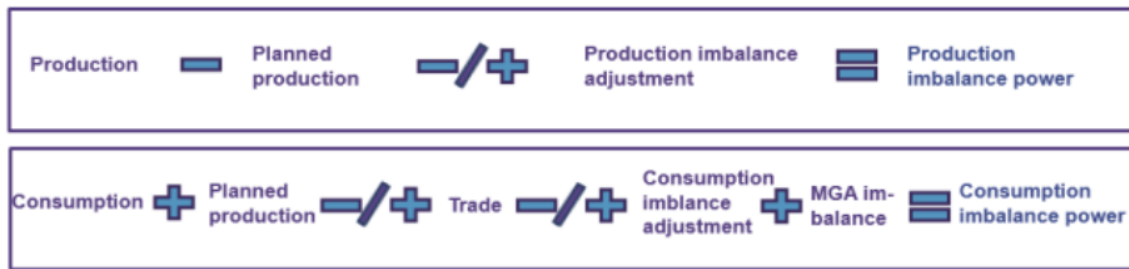 Production − Planned production −/+ Production imbalance adjustment = Production imbalance power
Consumption + Planned production −/+ Trade −/+ Consumption imblance adjustment + MGA im-balance = Consumption imbalance power